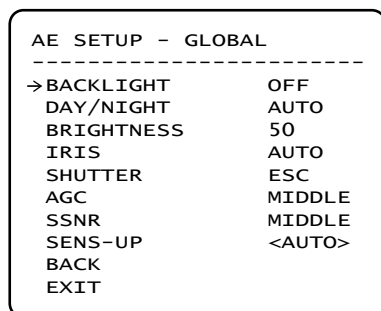 AE SETUP – GLOBAL
-------------------------
→BACKLIGHT OFF
DAY/NIGHT AUTO
BRIGHTNESS 50
IRIS AUTO
SHUTTER ESC
AGC MIDDLE
SSNR MIDDLE
SENS–UP <AUTO>
BACK
EXIT